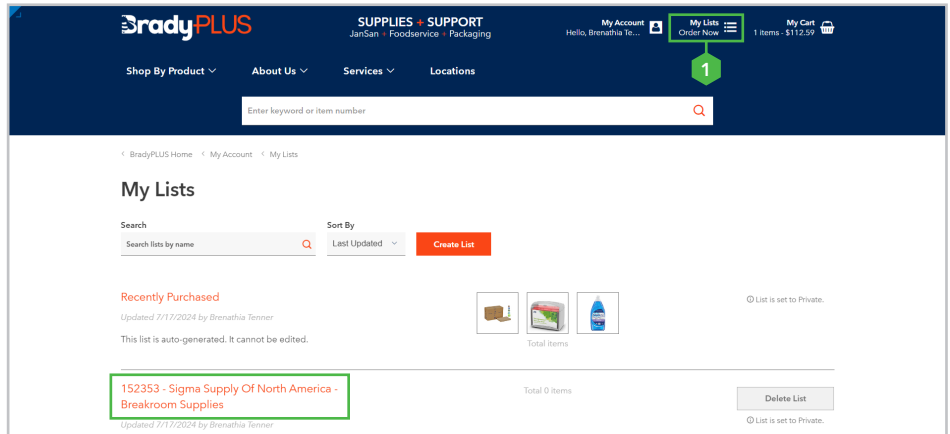 BradyPLUS
SUPPLIES + SUPPORT
JanSan + Foodservice + Packaging
My Account
Hello, Brenathia Te...
My Lists
Order Now
My Cart
1 items - $112.59
1
Shop By Product
About Us
Services
Locations
Enter keyword or item number
< BradyPLUS Home < My Account < My Lists
My Lists
Search
Sort By
Search lists by name
Last Updated
Create List
Recently Purchased
Updated 7/17/2024 by Brenathia Tenner
This list is auto-generated. It cannot be edited.
Total items
List is set to Private.
152353 - Sigma Supply Of North America -
Breakroom Supplies
Updated 7/17/2024 by Brenathia Tenner
Total 0 items
Delete List
List is set to Private.